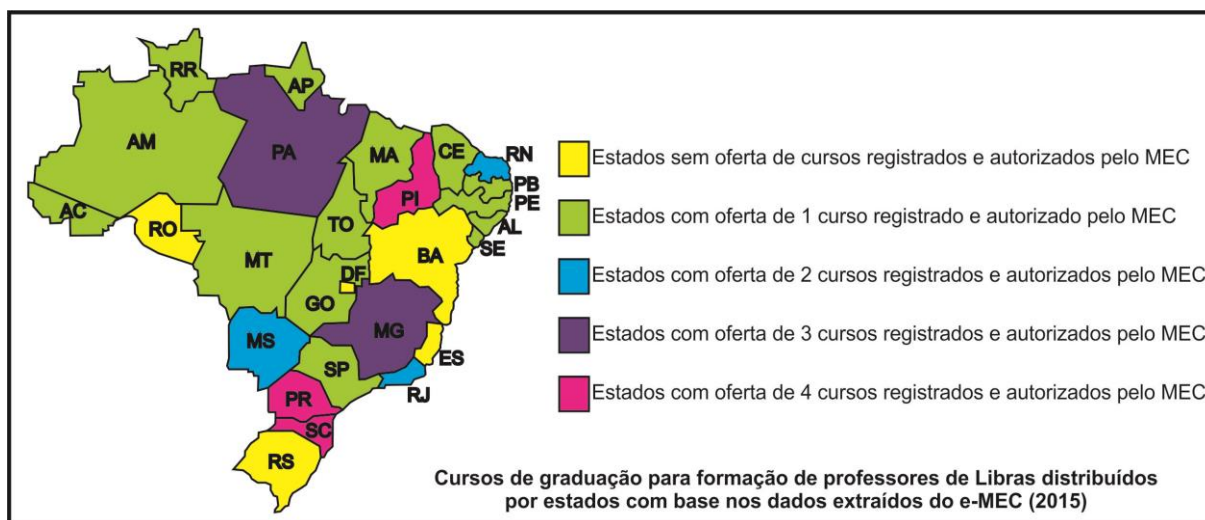 RR
AP
AM
PA
MA
CE
RN
PB
PE
AL
SE
PI
AC
RO
TO
BA
MT
DF
GO
MG
MS
ES
SP
RJ
PR
SC
RS
Estados sem oferta de cursos registrados e autorizados pelo MEC
Estados com oferta de 1 curso registrado e autorizado pelo MEC
Estados com oferta de 2 cursos registrados e autorizados pelo MEC
Estados com oferta de 3 cursos registrados e autorizados pelo MEC
Estados com oferta de 4 cursos registrados e autorizados pelo MEC
Cursos de graduação para formação de professores de Libras distribuídos
por estados com base nos dados extraídos do e-MEC (2015)